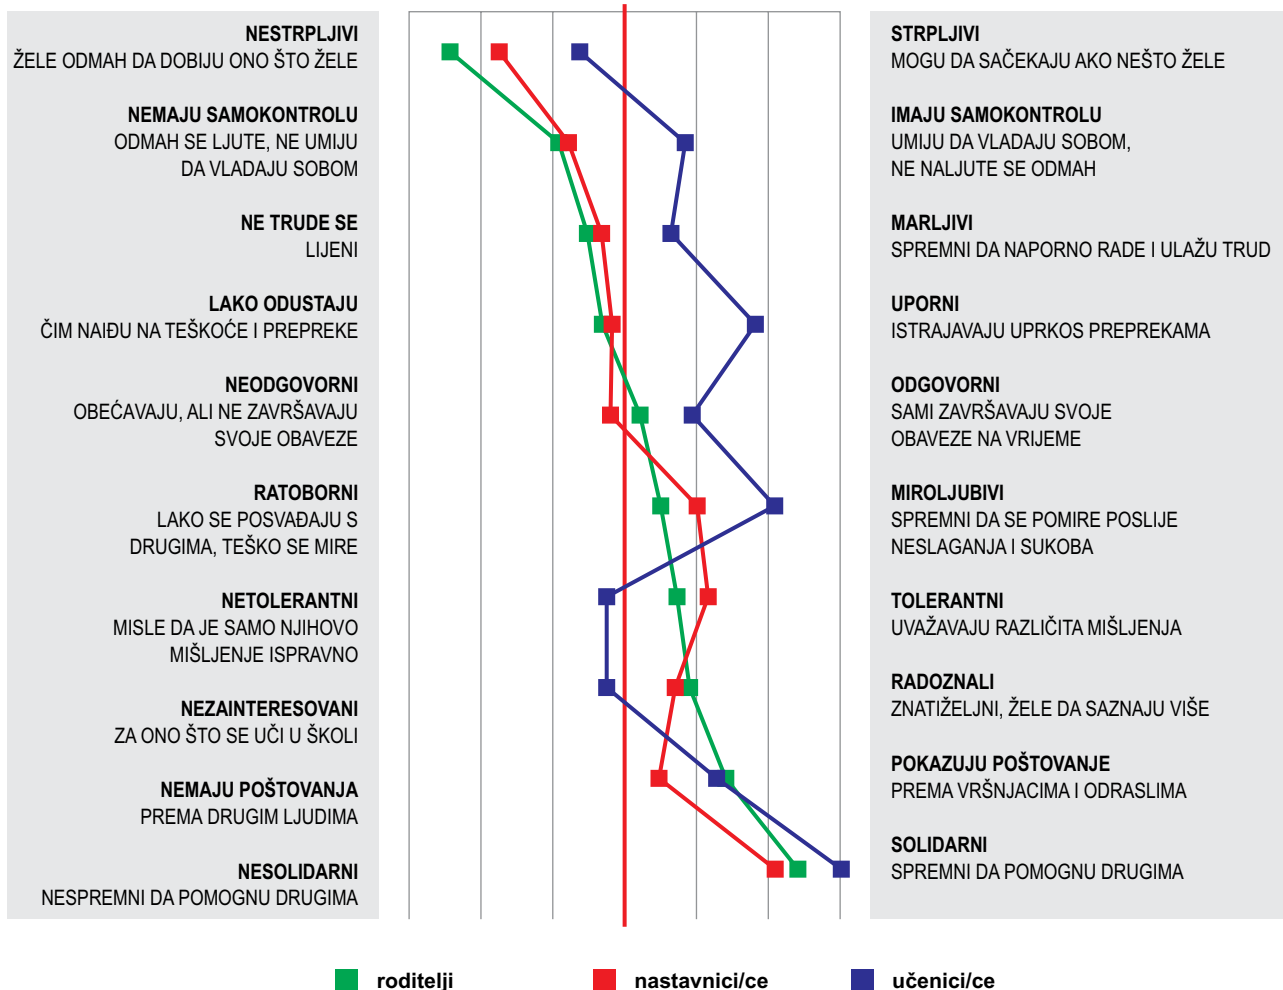 NESTRPLJIVI
ŽELE ODMAH DA DOBIJU ONO ŠTO ŽELE
NEMAJU SAMOKONTROLU
ODMAH SE LJUTE, NE UMIJU
DA VLADAJU SOBOM
NE TRUDE SE
LIJENI
LAKO ODUSTAJU
ČIM NAIĐU NA TEŠKOĆE I PREPREKE
NEODGOVORNI
OBEĆAVAJU, ALI NE ZAVRŠAVAJU
SVOJE OBAVEZE
RATOBORNI
LAKO SE POSVAĐAJU S
DRUGIMA, TEŠKO SE MIRE
NETOLERANTNI
MISLE DA JE SAMO NJIHOVO
MIŠLJENJE ISPRAVNO
NEZAINTERESOVANI
ZA ONO ŠTO SE UČI U ŠKOLI
NEMAJU POŠTOVANJA
PREMA DRUGIM LJUDIMA
NESOLIDARNI
NESPREMNI DA POMOGNU DRUGIMA
STRPLJIVI
MOGU DA SAČEKAJU AKO NEŠTO ŽELE
IMAJU SAMOKONTROLU
UMIJU DA VLADAJU SOBOM,
NE NALJUTE SE ODMAH
MARLJIVI
SPREMNI DA NAPORNO RADE I ULAŽU TRUD
UPORNI
ISTRAJAVAJU UPRKOS PREPREKAMA
ODGOVORNI
SAMI ZAVRŠAVAJU SVOJE
OBAVEZE NA VRIJEME
MIROLJUBIVI
SPREMNI DA SE POMIRE POSLIJE
NESLAGANJA I SUKOBA
TOLERANTNI
UVAŽAVAJU RAZLIČITA MIŠLJENJA
RADOZNALI
ZNATIŽELJNI, ŽELE DA SAZNAJU VIŠE
POKAZUJU POŠTOVANJE
PREMA VRŠNJACIMA I ODRASLIMA
SOLIDARNI
SPREMNI DA POMOGNU DRUGIMA
roditelji
nastavnici/ce
učenici/ce